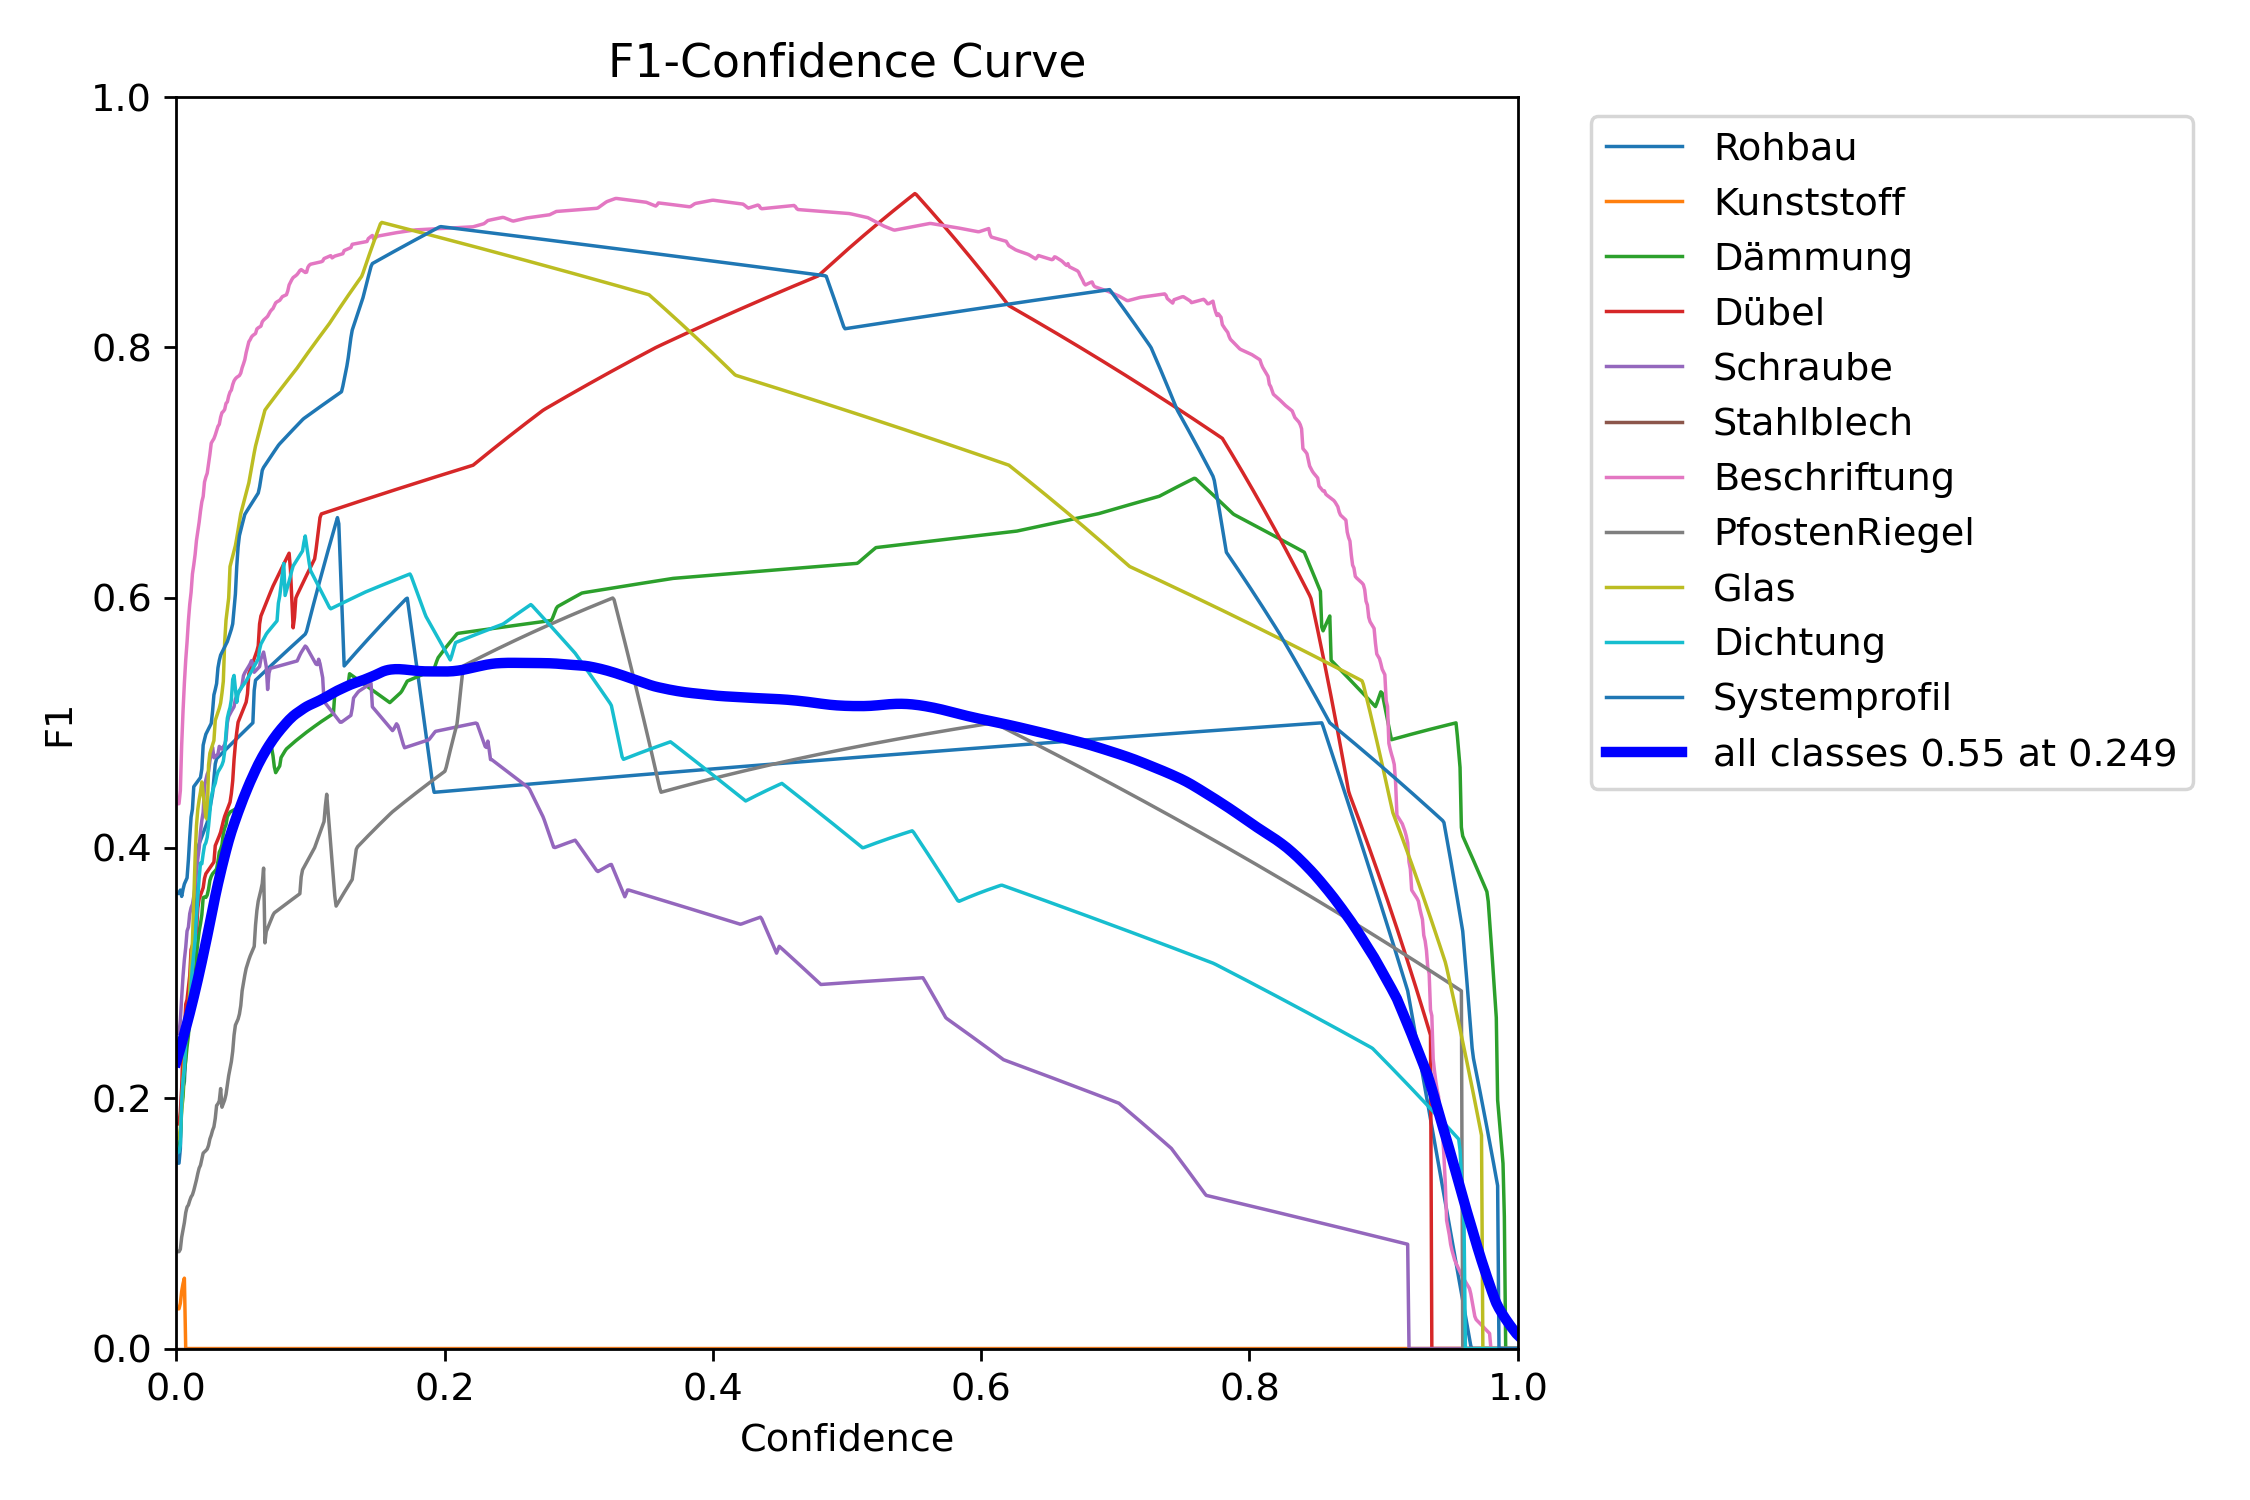 F1-Confidence Curve
1.0
0.8
0.6
0.4
0.2
0.0
F1
0.0 0.2 0.4 0.6 0.8 1.0
Confidence
Rohbau
Kunststoff
Dämmung
Dübel
Schraube
Stahlblech
Beschriftung
PfostenRiegel
Glas
Dichtung
Systemprofil
all classes 0.55 at 0.249